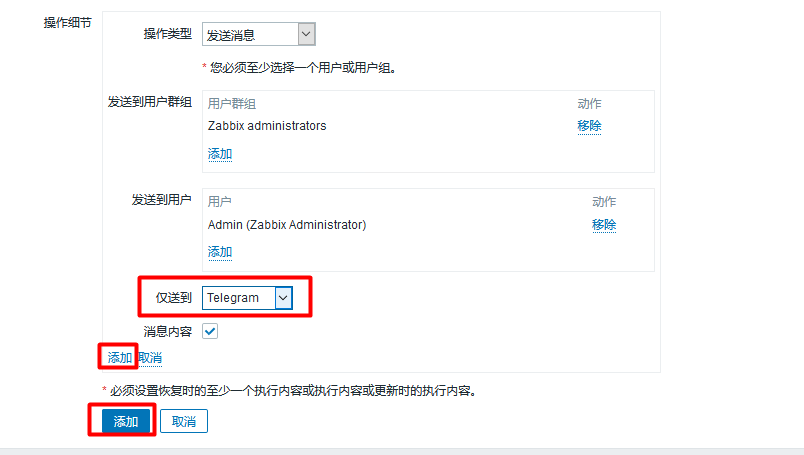 操作细节
操作类型 发送消息
* 您必须至少选择一个用户或用户组。
发送到用户群组 用户群组 动作
Zabbix administrators 移除
添加
发送到用户 用户 动作
Admin (Zabbix Administrator) 移除
添加
仅送到 Telegram
消息内容
添加 取消
* 必须设置恢复时的至少一个执行内容或执行内容或更新时的执行内容。
添加 取消